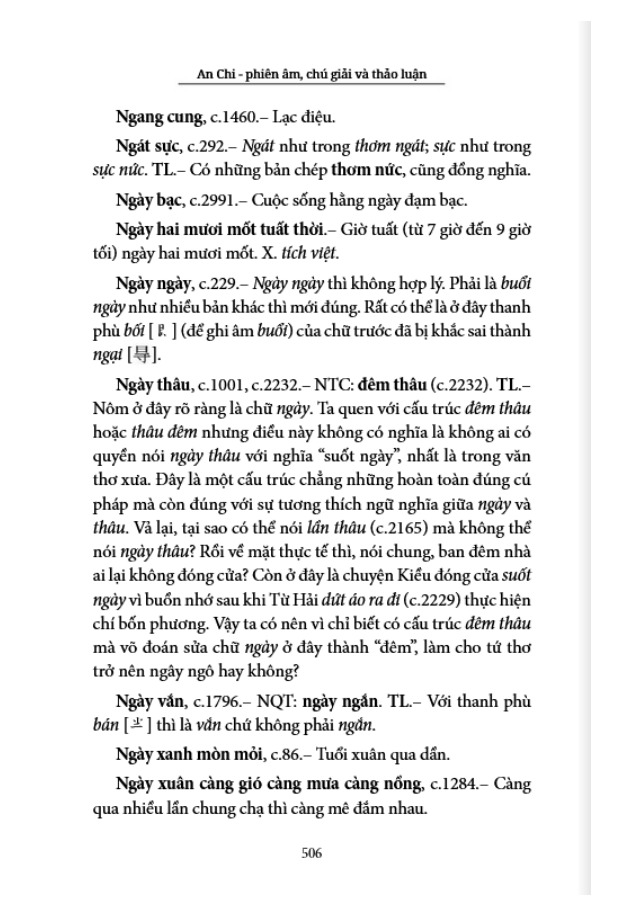 An Chi - phiên âm, chú giải và thảo luận
Ngang cung, c.1460.– Lạc điệu.
Ngát sực, c.292.– Ngát như trong thơm ngát; sực như trong
sực nức. TL.– Có những bản chép thơm nức, cũng đồng nghĩa.
Ngày bạc, c.2991.– Cuộc sống hằng ngày đạm bạc.
Ngày hai mươi mốt tuất thời.– Giờ tuất (từ 7 giờ đến 9 giờ
tối) ngày hai mươi mốt. X. tích việt.
Ngày ngày, c.229.– Ngày ngày thì không hợp lý. Phải là buổi
ngày như nhiều bản khác thì mới đúng. Rất có thể là ở đây thanh
phù bối [ ] (để ghi âm buổi) của chữ trước đã bị khắc sai thành
ngại [㝵].
Ngày thâu, c.1001, c.2232.– NTC: đêm thâu (c.2232). TL.–
Nôm ở đây rõ ràng là chữ ngày. Ta quen với cấu trúc đêm thâu
hoặc thâu đêm nhưng điều này không có nghĩa là không ai có
quyền nói ngày thâu với nghĩa “suốt ngày”, nhất là trong văn
thơ xưa. Đây là một cấu trúc chẳng những hoàn toàn đúng cú
pháp mà còn đúng với sự tương thích ngữ nghĩa giữa ngày và
thâu. Vả lại, tại sao có thể nói lần thâu (c.2165) mà không thể
nói ngày thâu? Rồi về mặt thực tế thì, nói chung, ban đêm nhà
ai lại không đóng cửa? Còn ở đây là chuyện Kiều đóng cửa suốt
ngày vì buồn nhớ sau khi Từ Hải dứt áo ra đi (c.2229) thực hiện
chí bốn phương. Vậy ta có nên vì chỉ biết có cấu trúc đêm thâu
mà võ đoán sửa chữ ngày ở đây thành “đêm”, làm cho tứ thơ
trở nên ngây ngô hay không?
Ngày vắn, c.1796.– NQT: ngày ngắn. TL.– Với thanh phù
bán [ ] thì là vắn chứ không phải ngắn.
Ngày xanh mòn mỏi, c.86.– Tuổi xuân qua dần.
Ngày xuân càng gió càng mưa càng nồng, c.1284.– Càng
qua nhiều lần chung chạ thì càng mê đắm nhau.
506